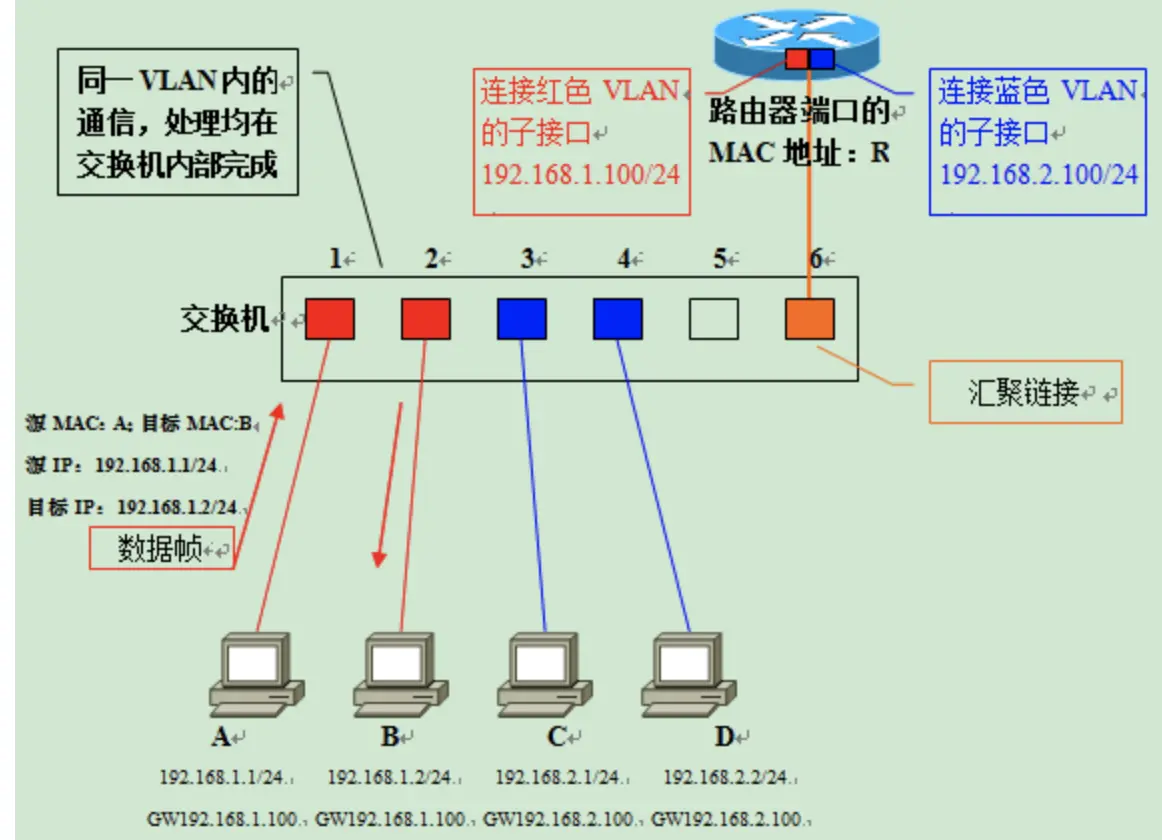 同一 VLAN 内的
通信，处理均在
交换机内部完成
连接红色 VLAN
的子接口
192.168.1.100/24
路由器端口的
MAC 地址：R
连接蓝色 VLAN
的子接口
192.168.2.100/24
1 2 3 4 5 6
交换机
汇聚链接
源 MAC：A；目标 MAC:B
源 IP：192.168.1.1/24
目标 IP：192.168.1.2/24
数据帧
A B C D
192.168.1.1/24 192.168.1.2/24 192.168.2.1/24 192.168.2.2/24
GW192.168.1.100 GW192.168.1.100 GW192.168.2.100 GW192.168.2.100